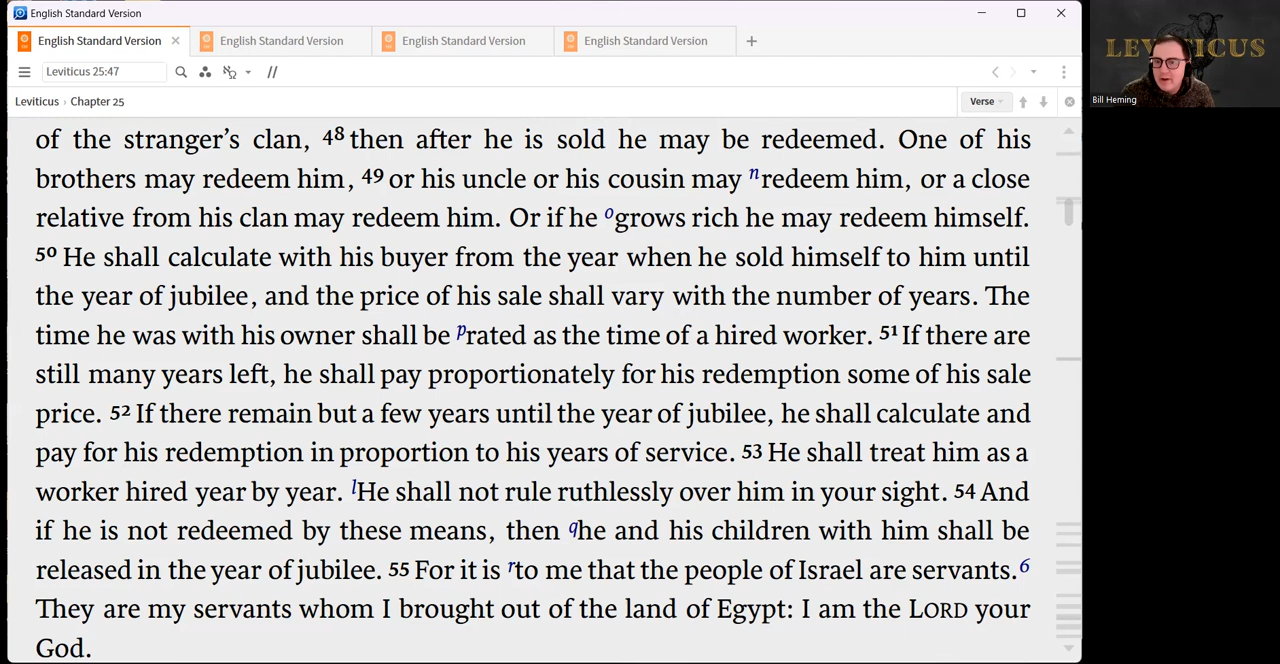 English Standard Version
English Standard Version
English Standard Version
English Standard Version
English Standard Version
Leviticus 25:47
Leviticus › Chapter 25
Verse
of the stranger’s clan, 48 then after he is sold he may be redeemed. One of his
brothers may redeem him, 49 or his uncle or his cousin may n redeem him, or a close
relative from his clan may redeem him. Or if he o grows rich he may redeem himself.
50 He shall calculate with his buyer from the year when he sold himself to him until
the year of jubilee, and the price of his sale shall vary with the number of years. The
time he was with his owner shall be p rated as the time of a hired worker. 51 If there are
still many years left, he shall pay proportionately for his redemption some of his sale
price. 52 If there remain but a few years until the year of jubilee, he shall calculate and
pay for his redemption in proportion to his years of service. 53 He shall treat him as a
worker hired year by year. l He shall not rule ruthlessly over him in your sight. 54 And
if he is not redeemed by these means, then q he and his children with him shall be
released in the year of jubilee. 55 For it is r to me that the people of Israel are servants. 6
They are my servants whom I brought out of the land of Egypt: I am the LORD your
God.
Bill Heming